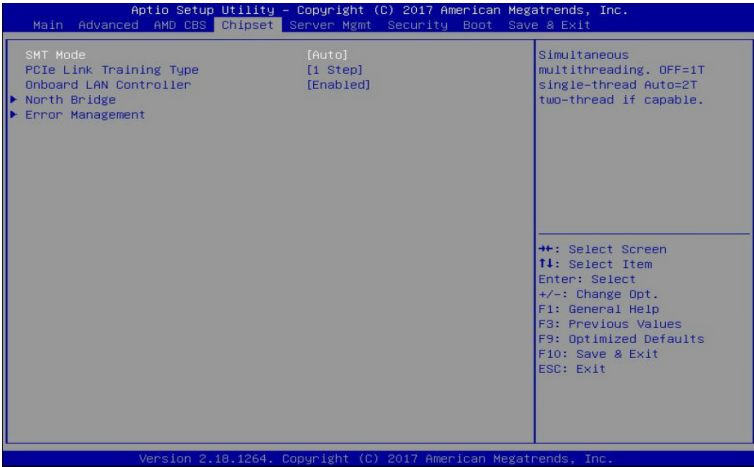 Aptio Setup Utility – Copyright (C) 2017 American Megatrends, Inc.
Main Advanced AMD CBS Chipset Server Mgmt Security Boot Save & Exit
SMT Mode [Auto]
PCIe Link Training Type [1 Step]
Onboard LAN Controller [Enabled]
▶ North Bridge
▶ Error Management
Simultaneous
multithreading. OFF=1T
single-thread Auto=2T
two-thread if capable.
→←: Select Screen
↑↓: Select Item
Enter: Select
+/-: Change Opt.
F1: General Help
F3: Previous Values
F9: Optimized Defaults
F10: Save & Exit
ESC: Exit
Version 2.18.1264. Copyright (C) 2017 American Megatrends, Inc.